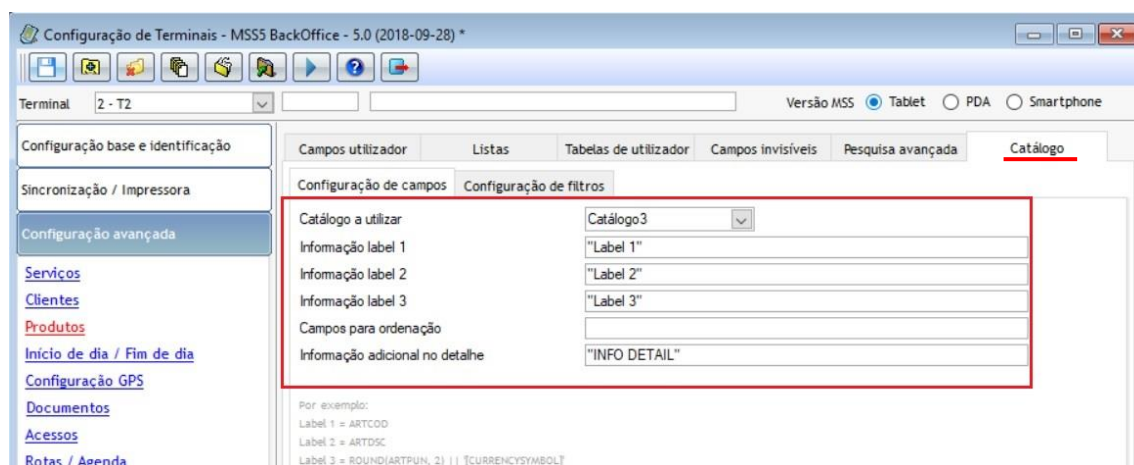 Configuração de Terminais - MSS5 BackOffice - 5.0 (2018-09-28) *
Terminal 2 - T2 Versão MSS Tablet PDA Smartphone
Configuração base e identificação
Sincronização / Impressora
Configuração avançada
Serviços
Clientes
Produtos
Início de dia / Fim de dia
Configuração GPS
Documentos
Acessos
Rotas / Agenda
Campos utilizador Listas Tabelas de utilizador Campos invisíveis Pesquisa avançada Catálogo
Configuração de campos Configuração de filtros
Catálogo a utilizar Catálogo3
Informação label 1 "Label 1"
Informação label 2 "Label 2"
Informação label 3 "Label 3"
Campos para ordenação
Informação adicional no detalhe "INFO DETAIL"
Por exemplo:
Label 1 = ARTCOD
Label 2 = ARTDSC
Label 3 = ROUND(ARTPUN, 2) ||